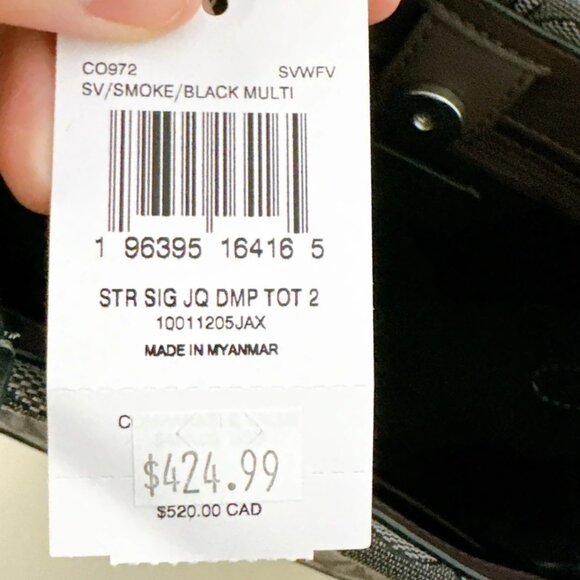 CO972 SVWFV
SV/SMOKE/BLACK MULTI
1 96395 16416 5
STR SIG JQ DMP TOT 2
10011205JAX
MADE IN MYANMAR
C
$424.99
$520.00 CAD